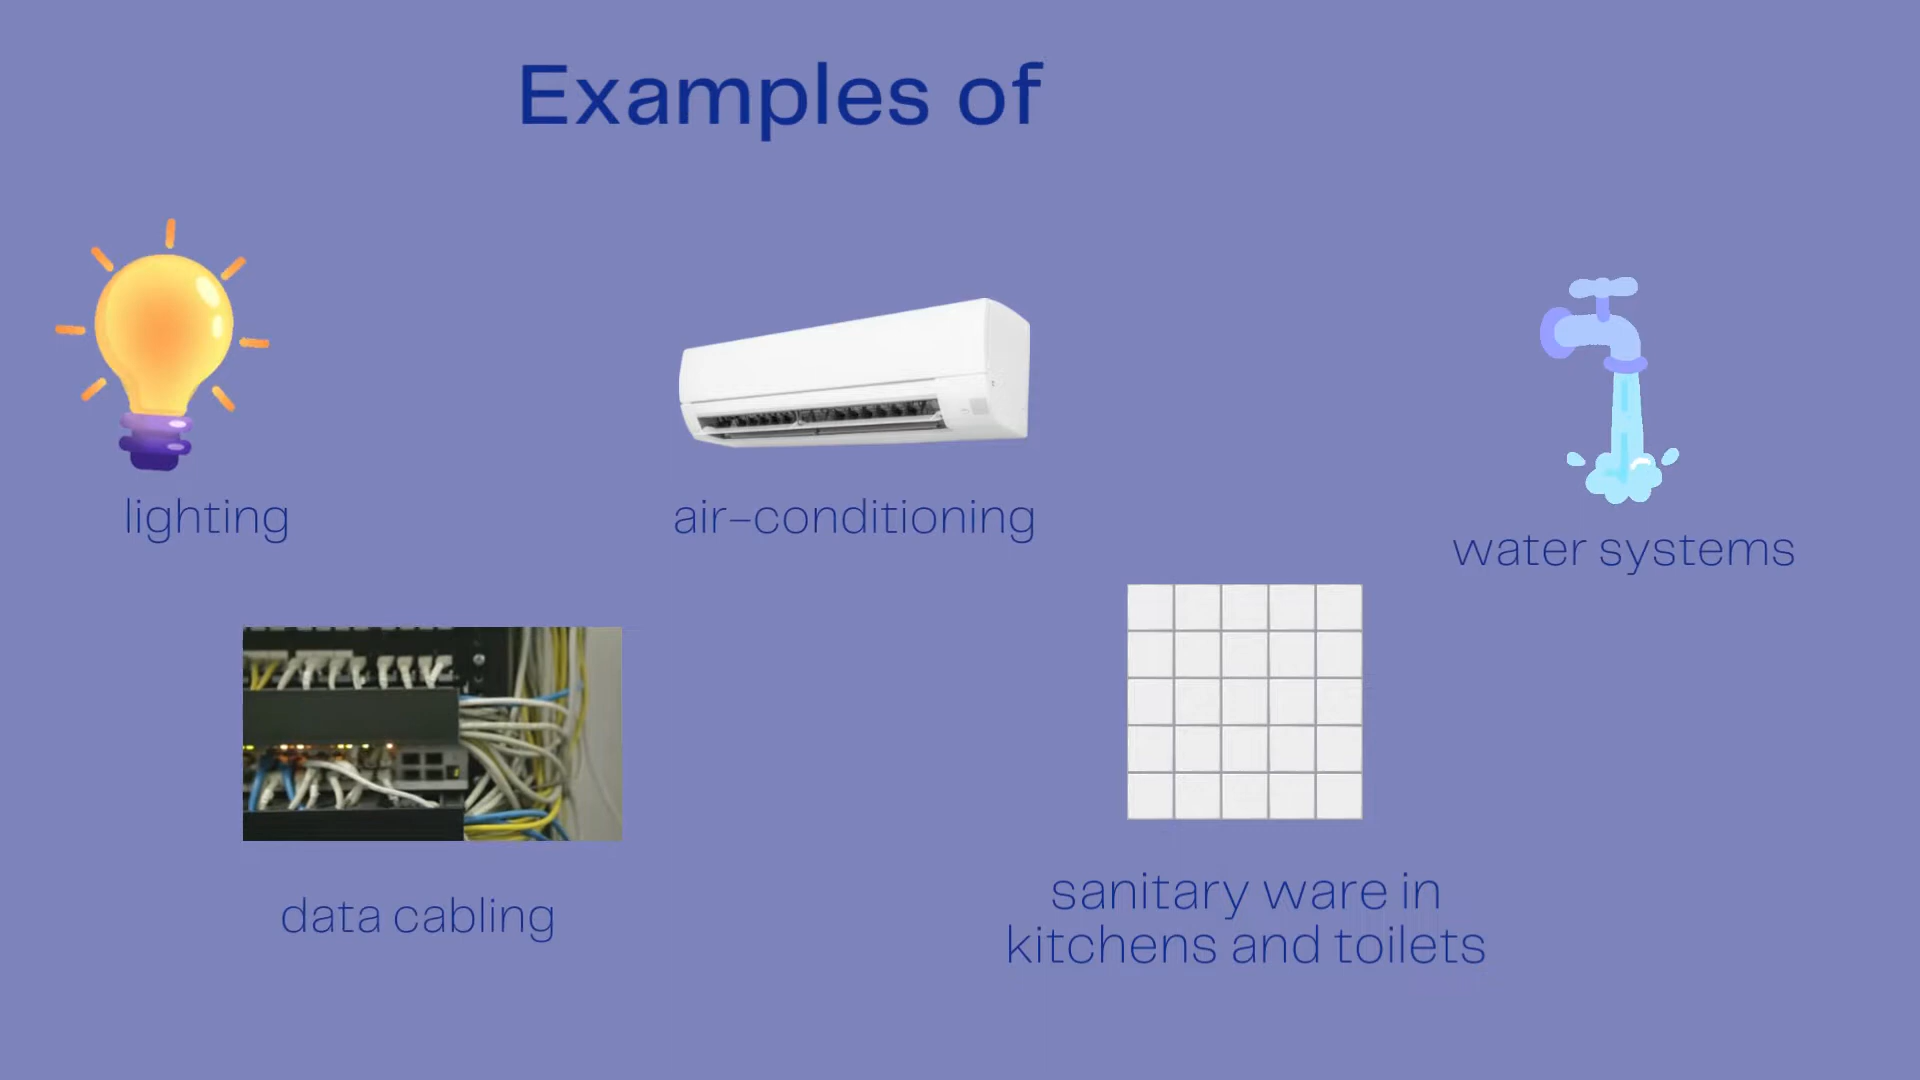 Examples of
lighting
air-conditioning
water systems
data cabling
sanitary ware in
kitchens and toilets